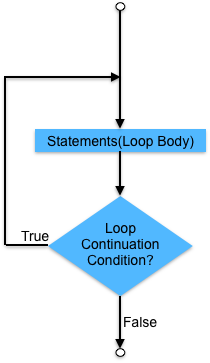 Statements(Loop Body)
Loop
Continuation
Condition?
True
False